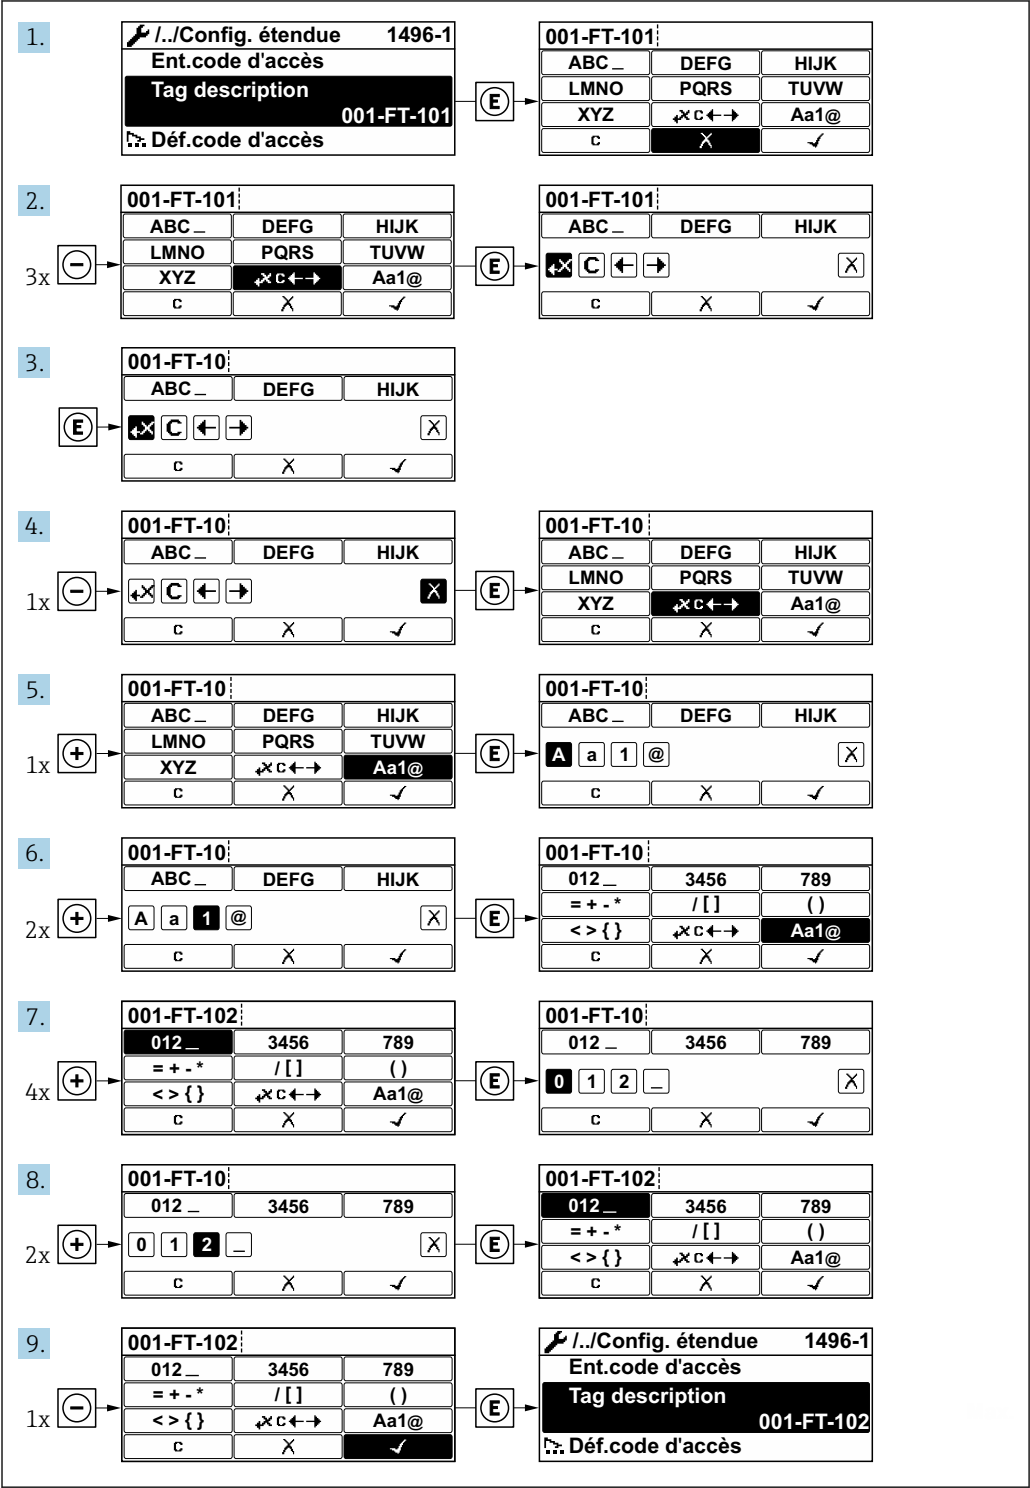 1.
/../Config. étendue 1496-1
Ent.code d'accès
Tag description
001-FT-101
Déf.code d'accès
E
001-FT-101
ABC_ DEFG HIJK
LMNO PQRS TUVW
XYZ C←→ Aa1@
C X ✓
2.
3x
001-FT-101
ABC_ DEFG HIJK
LMNO PQRS TUVW
XYZ C←→ Aa1@
C X ✓
E
001-FT-101
ABC_ DEFG HIJK
C ← → X
C X ✓
3.
E
001-FT-10
ABC_ DEFG HIJK
C ← → X
C X ✓
4.
1x
001-FT-10
ABC_ DEFG HIJK
C ← → X
C X ✓
E
001-FT-10
ABC_ DEFG HIJK
LMNO PQRS TUVW
XYZ C←→ Aa1@
C X ✓
5.
1x
001-FT-10
ABC_ DEFG HIJK
LMNO PQRS TUVW
XYZ C←→ Aa1@
C X ✓
E
001-FT-10
ABC_ DEFG HIJK
A a 1 @ X
C X ✓
6.
2x
001-FT-10
ABC_ DEFG HIJK
A a 1 @ X
C X ✓
E
001-FT-10
012_ 3456 789
= + - * / [ ] ( )
< > { } C←→ Aa1@
C X ✓
7.
4x
001-FT-102
012_ 3456 789
= + - * / [ ] ( )
< > { } C←→ Aa1@
C X ✓
E
001-FT-10
012_ 3456 789
0 1 2 _ X
C X ✓
8.
2x
001-FT-10
012_ 3456 789
0 1 2 _ X
C X ✓
E
001-FT-102
012_ 3456 789
= + - * / [ ] ( )
< > { } C←→ Aa1@
C X ✓
9.
1x
001-FT-102
012_ 3456 789
= + - * / [ ] ( )
< > { } C←→ Aa1@
C X ✓
E
/../Config. étendue 1496-1
Ent.code d'accès
Tag description
001-FT-102
Déf.code d'accès